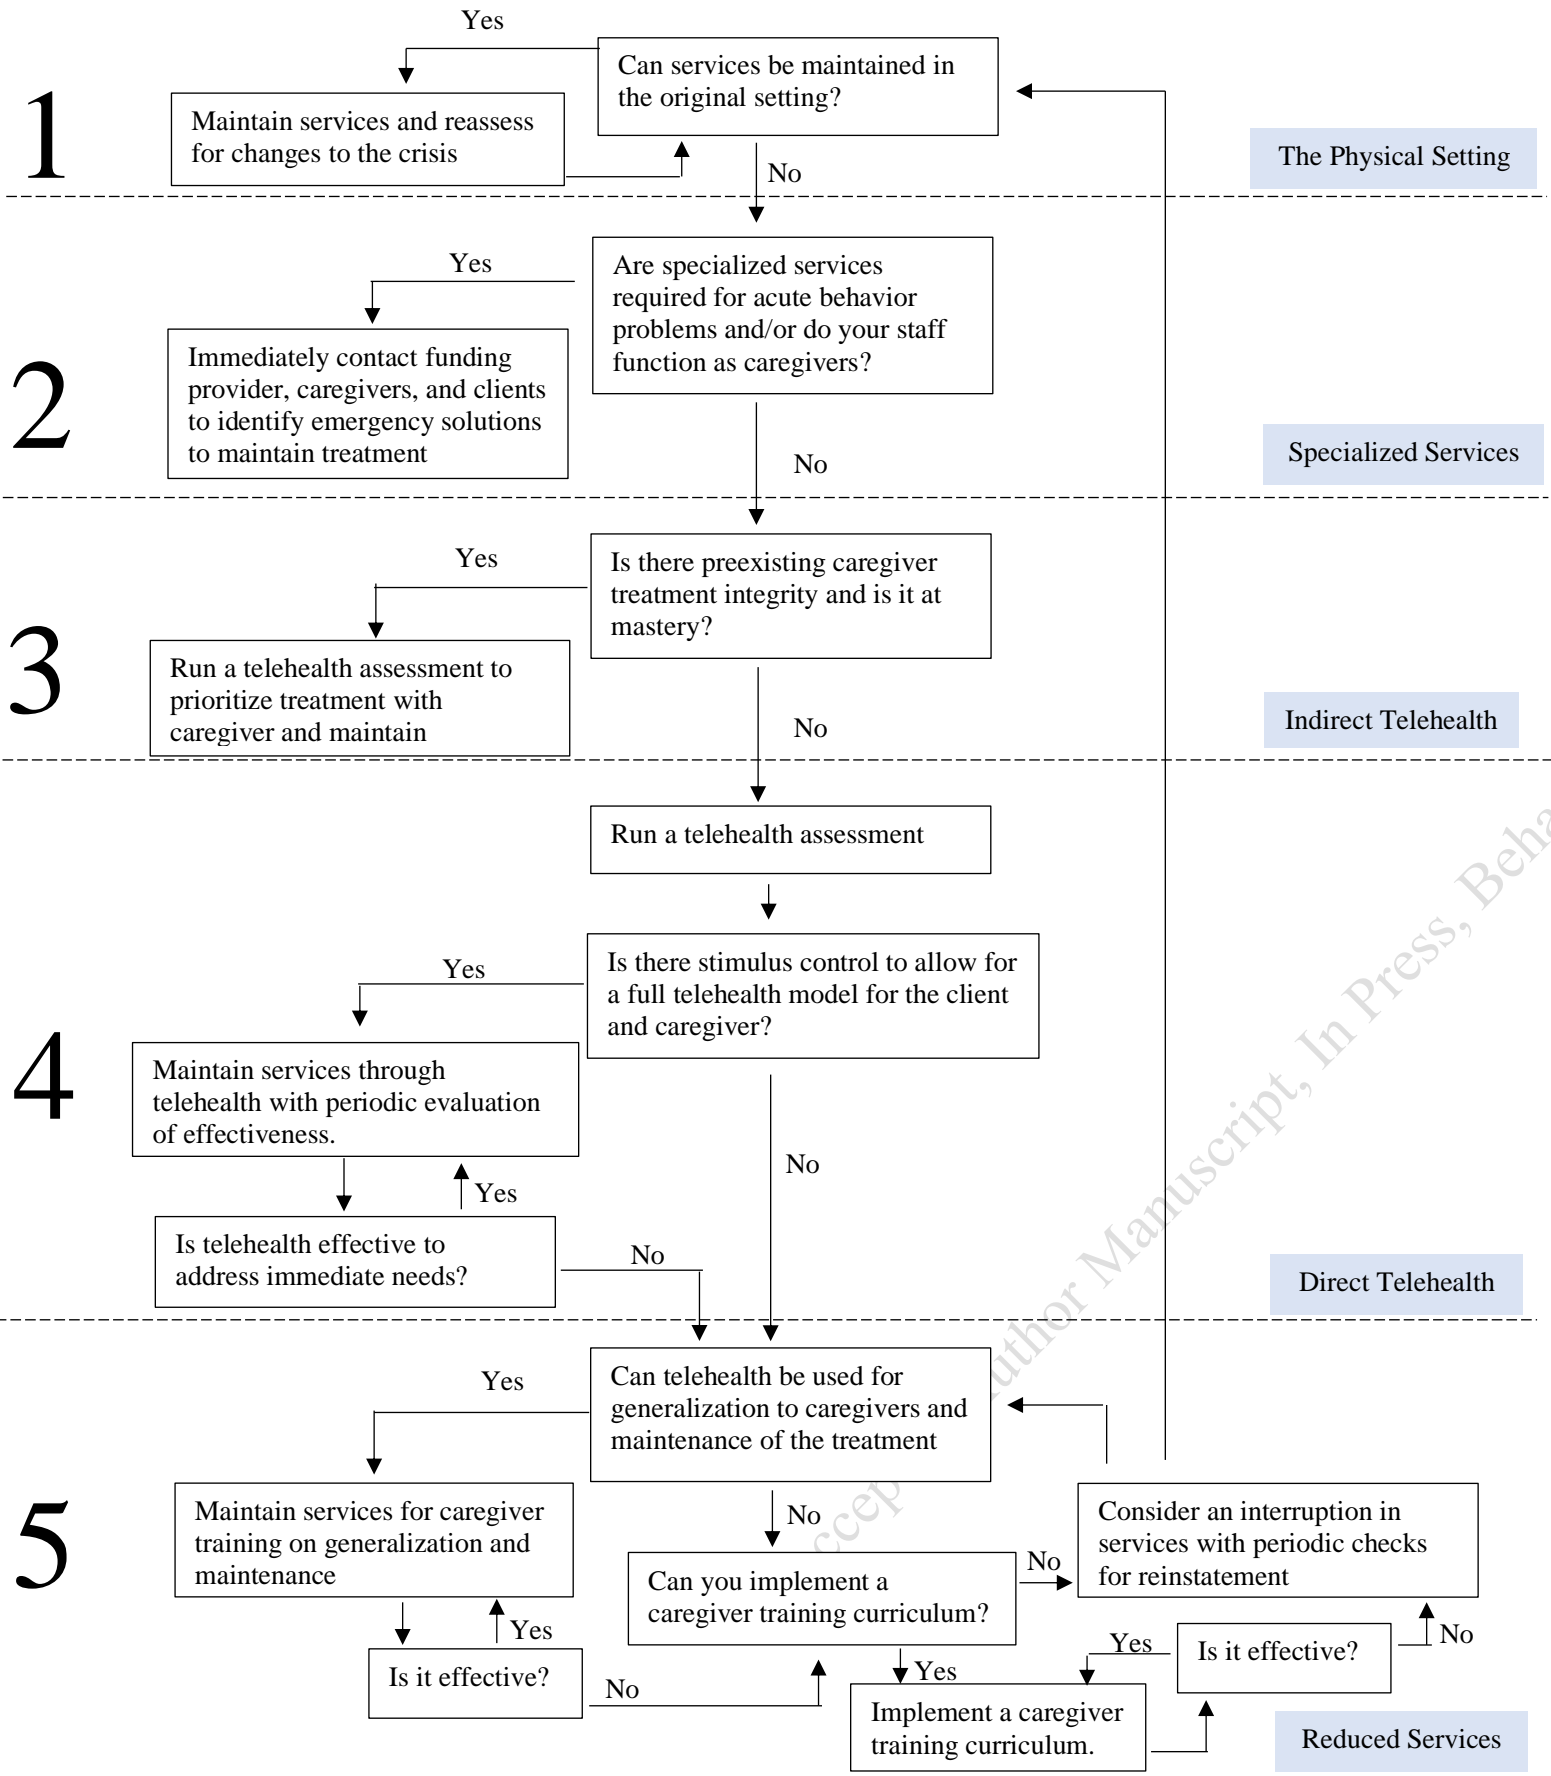 Yes
Can services be maintained in
the original setting?
1
Maintain services and reassess
for changes to the crisis
No
The Physical Setting
Yes
Are specialized services
required for acute behavior
problems and/or do your staff
function as caregivers?
2
Immediately contact funding
provider, caregivers, and clients
to identify emergency solutions
to maintain treatment
No
Specialized Services
Yes
Is there preexisting caregiver
treatment integrity and is it at
mastery?
3
Run a telehealth assessment to
prioritize treatment with
caregiver and maintain
No
Indirect Telehealth
Run a telehealth assessment
Yes
Is there stimulus control to allow for
a full telehealth model for the client
and caregiver?
4
Maintain services through
telehealth with periodic evaluation
of effectiveness.
No
Yes
Is telehealth effective to
address immediate needs?
No
Direct Telehealth
Yes
Can telehealth be used for
generalization to caregivers and
maintenance of the treatment
5
Maintain services for caregiver
training on generalization and
maintenance
No
Consider an interruption in
services with periodic checks
for reinstatement
Can you implement a
caregiver training curriculum?
No
Yes
Is it effective?
No
Yes
Implement a caregiver
training curriculum.
Yes
Is it effective?
No
Reduced Services
Manuscript, In Press,